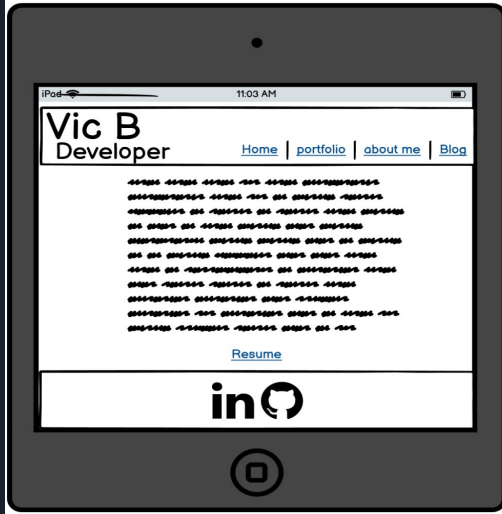 iPad 11:03 AM
Vic B
Developer
Home | portfolio | about me | Blog
Resume
in